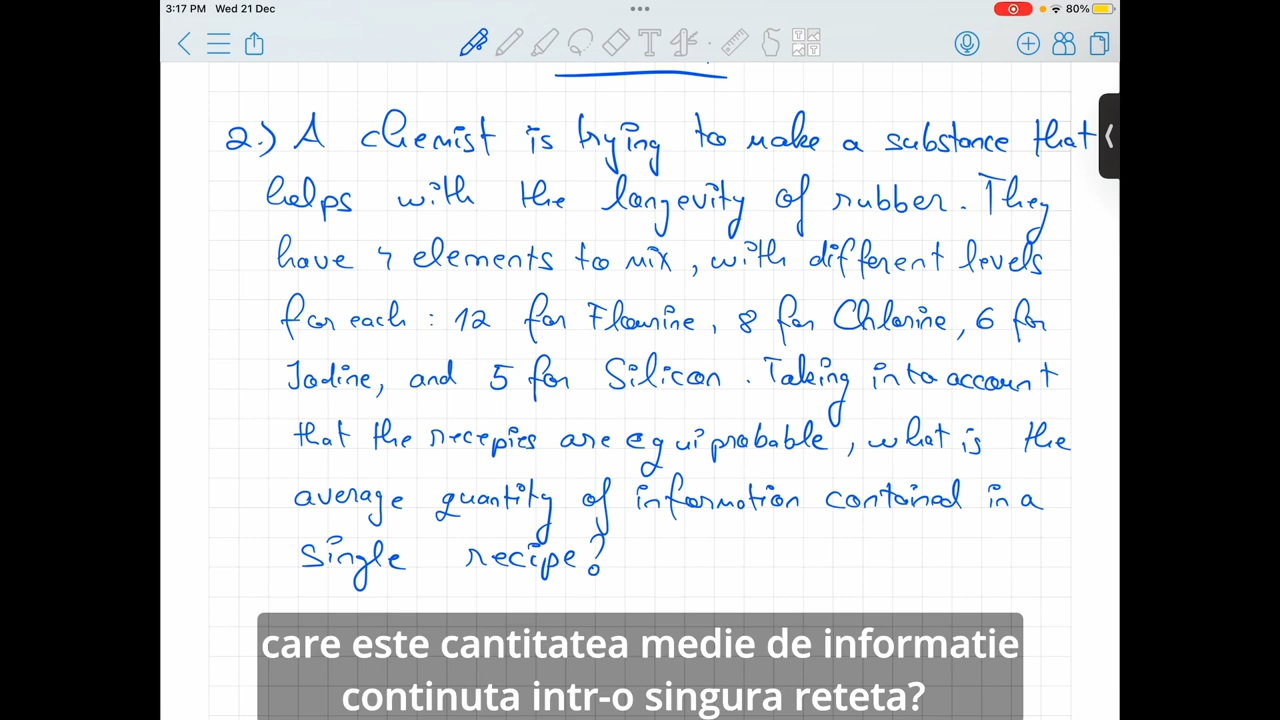 3:17 PM Wed 21 Dec
80%
2.) A chemist is trying to make a substance that
helps with the longevity of rubber. They
have 4 elements to mix, with different levels
for each: 12 for Flourine, 8 for Chlorine, 6 for
Iodine, and 5 for Silicon. Taking into account
that the recepies are equiprobable, what is the
average quantity of information contained in a
single recipe?
care este cantitatea medie de informatie
continuta intr-o singura reteta?